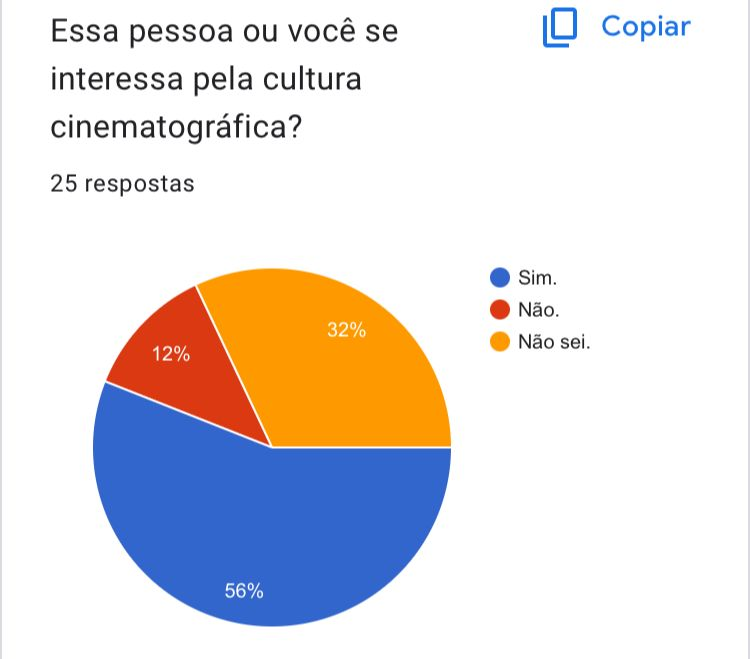 Essa pessoa ou você se
interessa pela cultura
cinematográfica?
Copiar
25 respostas
Sim.
Não.
Não sei.
32%
12%
56%